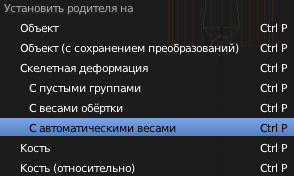 Установить родителя на
Объект Ctrl P
Объект (с сохранением преобразований) Ctrl P
Скелетная деформация Ctrl P
С пустыми группами Ctrl P
С весами обёртки Ctrl P
С автоматическими весами Ctrl P
Кость Ctrl P
Кость (относительно) Ctrl P